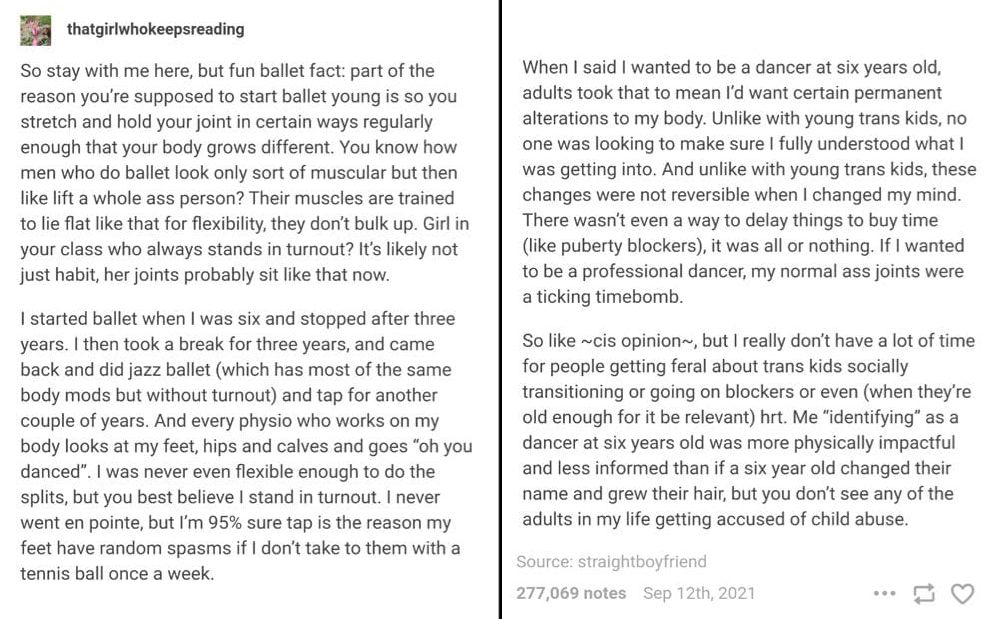 thatgirlwhokeepsreading
So stay with me here, but fun ballet fact: part of the
reason you’re supposed to start ballet young is so you
stretch and hold your joint in certain ways regularly
enough that your body grows different. You know how
men who do ballet look only sort of muscular but then
like lift a whole ass person? Their muscles are trained
to lie flat like that for flexibility, they don’t bulk up. Girl in
your class who always stands in turnout? It’s likely not
just habit, her joints probably sit like that now.
I started ballet when I was six and stopped after three
years. I then took a break for three years, and came
back and did jazz ballet (which has most of the same
body mods but without turnout) and tap for another
couple of years. And every physio who works on my
body looks at my feet, hips and calves and goes “oh you
danced”. I was never even flexible enough to do the
splits, but you best believe I stand in turnout. I never
went en pointe, but I’m 95% sure tap is the reason my
feet have random spasms if I don’t take to them with a
tennis ball once a week.
When I said I wanted to be a dancer at six years old,
adults took that to mean I’d want certain permanent
alterations to my body. Unlike with young trans kids, no
one was looking to make sure I fully understood what I
was getting into. And unlike with young trans kids, these
changes were not reversible when I changed my mind.
There wasn’t even a way to delay things to buy time
(like puberty blockers), it was all or nothing. If I wanted
to be a professional dancer, my normal ass joints were
a ticking timebomb.
So like ~cis opinion~, but I really don’t have a lot of time
for people getting feral about trans kids socially
transitioning or going on blockers or even (when they’re
old enough for it be relevant) hrt. Me “identifying” as a
dancer at six years old was more physically impactful
and less informed than if a six year old changed their
name and grew their hair, but you don’t see any of the
adults in my life getting accused of child abuse.
Source: straightboyfriend
277,069 notes Sep 12th, 2021